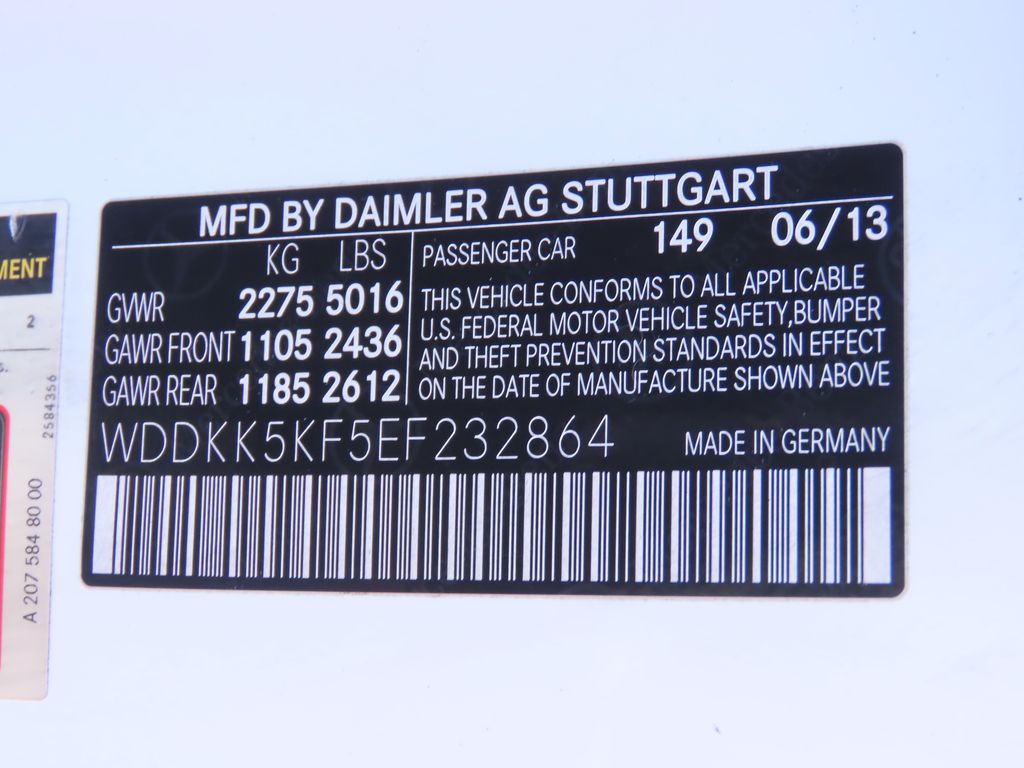 MFD BY DAIMLER AG STUTTGART
KG LBS
GVWR 2275 5016
GAWR FRONT 1105 2436
GAWR REAR 1185 2612
PASSENGER CAR 149 06/13
THIS VEHICLE CONFORMS TO ALL APPLICABLE
U.S. FEDERAL MOTOR VEHICLE SAFETY,BUMPER
AND THEFT PREVENTION STANDARDS IN EFFECT
ON THE DATE OF MANUFACTURE SHOWN ABOVE
WDDKK5KF5EF232864 MADE IN GERMANY
MENT
2
2584356
A 207 584 80 00